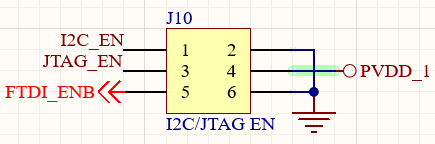 J10
I2C_EN 1 2
JTAG_EN 3 4 PVDD_1
FTDI_ENB 5 6
I2C/JTAG EN